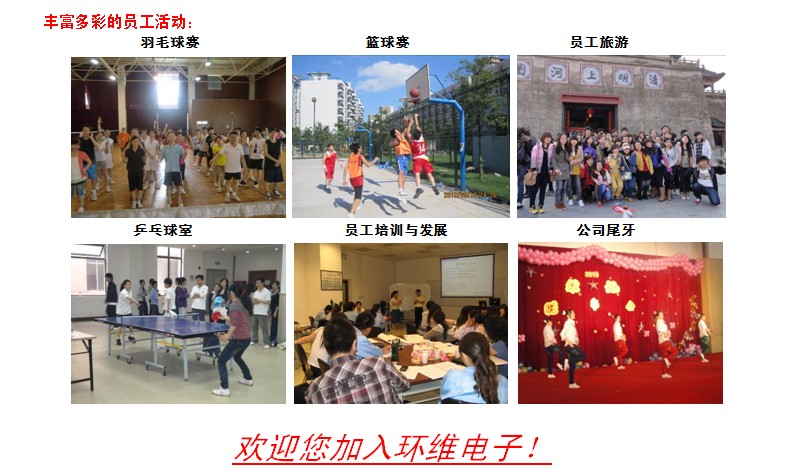 丰富多彩的员工活动:
羽毛球赛
篮球赛
员工旅游
园河上明清
乒乓球室
员工培训与发展
公司尾牙
2010
欢迎您加入环维电子!